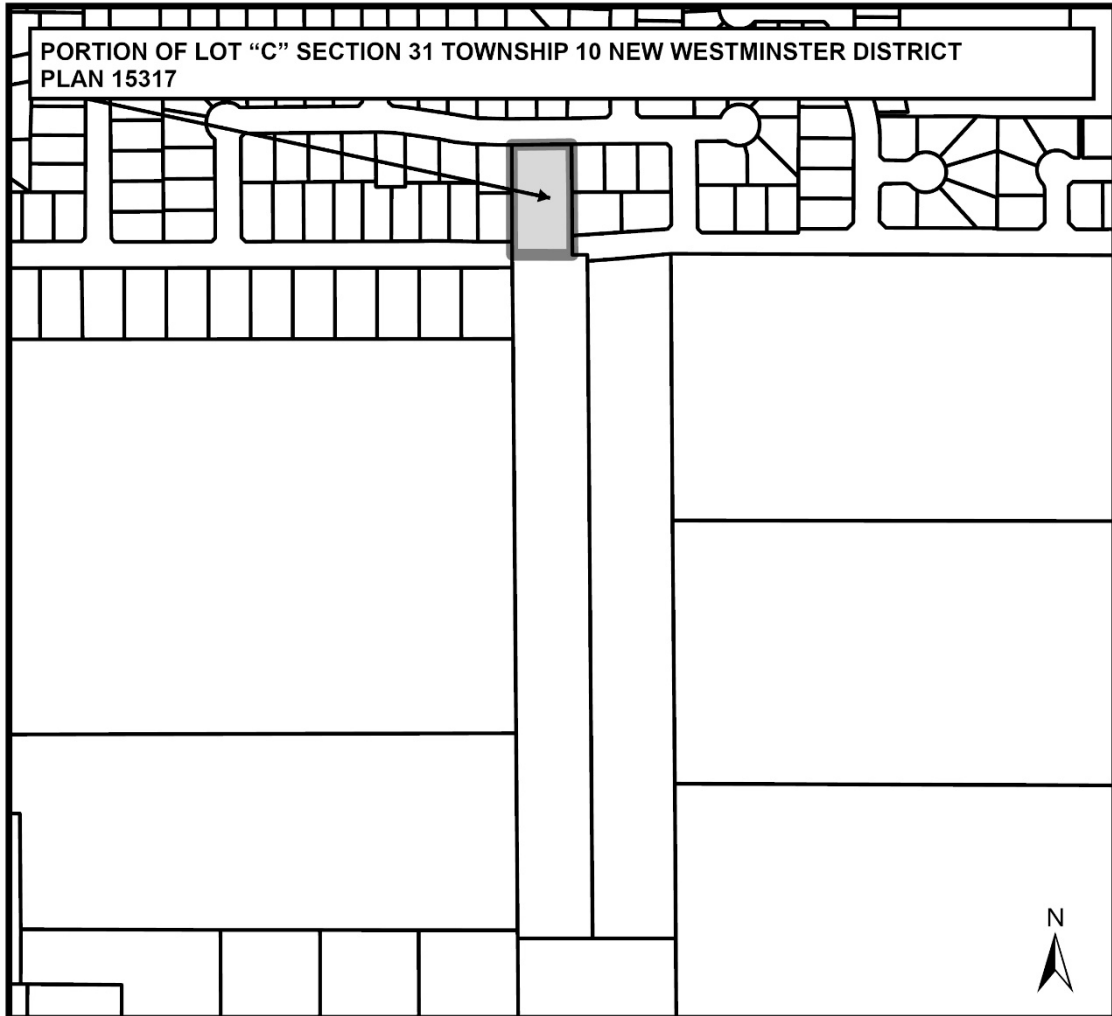 PORTION OF LOT “C” SECTION 31 TOWNSHIP 10 NEW WESTMINSTER DISTRICT
PLAN 15317
N